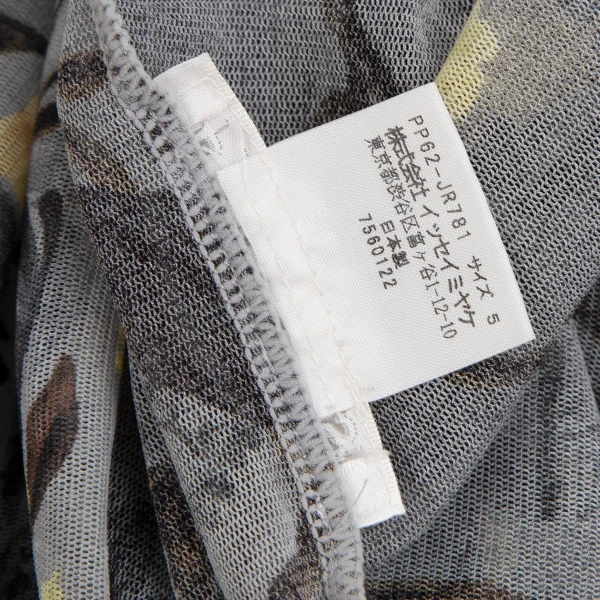 PP62-JR781 サイズ 5
株式会社 イッセイミヤケ
東京都渋谷区富ヶ谷1-12-10
日本製
7560122